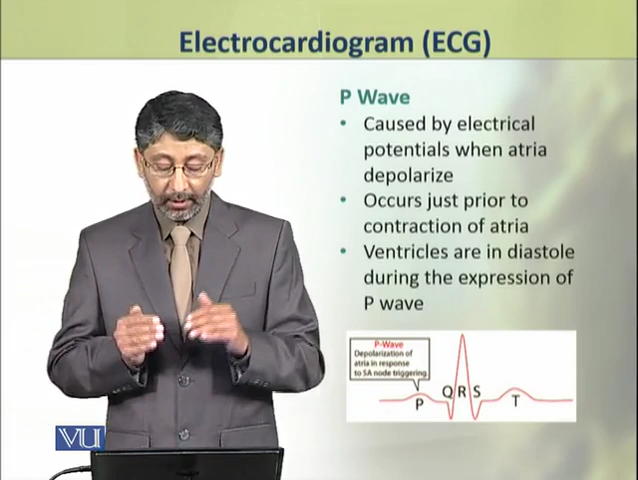 Electrocardiogram (ECG)
P Wave
• Caused by electrical
potentials when atria
depolarize
• Occurs just prior to
contraction of atria
• Ventricles are in diastole
during the expression of
P wave
P-Wave
Depolarization of
atria in response
to SA node triggering.
P
Q R S
T
VU